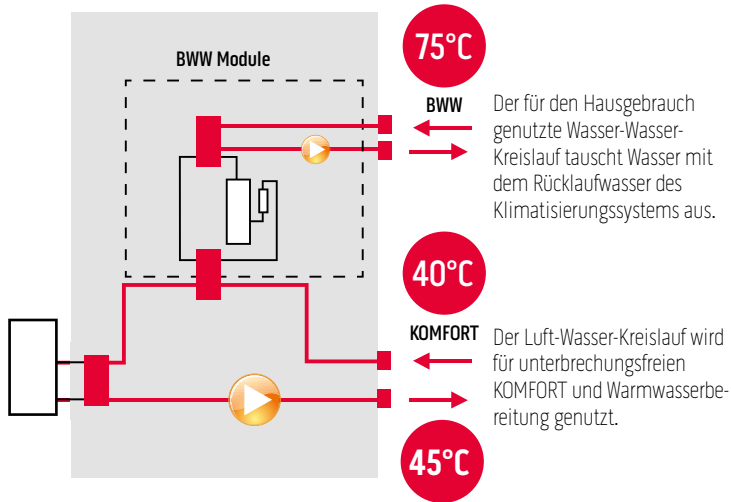 BWW Module
75°C
BWW
Der für den Hausgebrauch
genutzte Wasser-Wasser-
Kreislauf tauscht Wasser mit
dem Rücklaufwasser des
Klimatisierungssystems aus.
40°C
KOMFORT
Der Luft-Wasser-Kreislauf wird
für unterbrechungsfreien
KOMFORT und Warmwasserbe-
reitung genutzt.
45°C